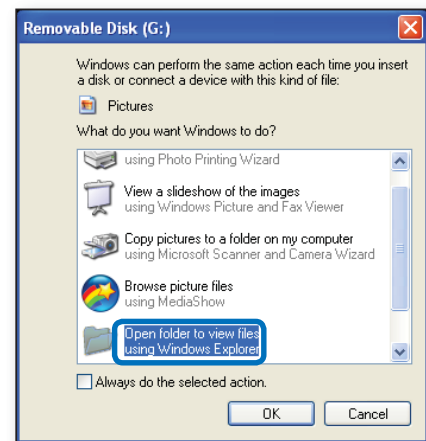 Removable Disk (G:)
Windows can perform the same action each time you insert
a disk or connect a device with this kind of file:
Pictures
What do you want Windows to do?
using Photo Printing Wizard
View a slideshow of the images
using Windows Picture and Fax Viewer
Copy pictures to a folder on my computer
using Microsoft Scanner and Camera Wizard
Browse picture files
using MediaShow
Open folder to view files
using Windows Explorer
Always do the selected action.
OK
Cancel